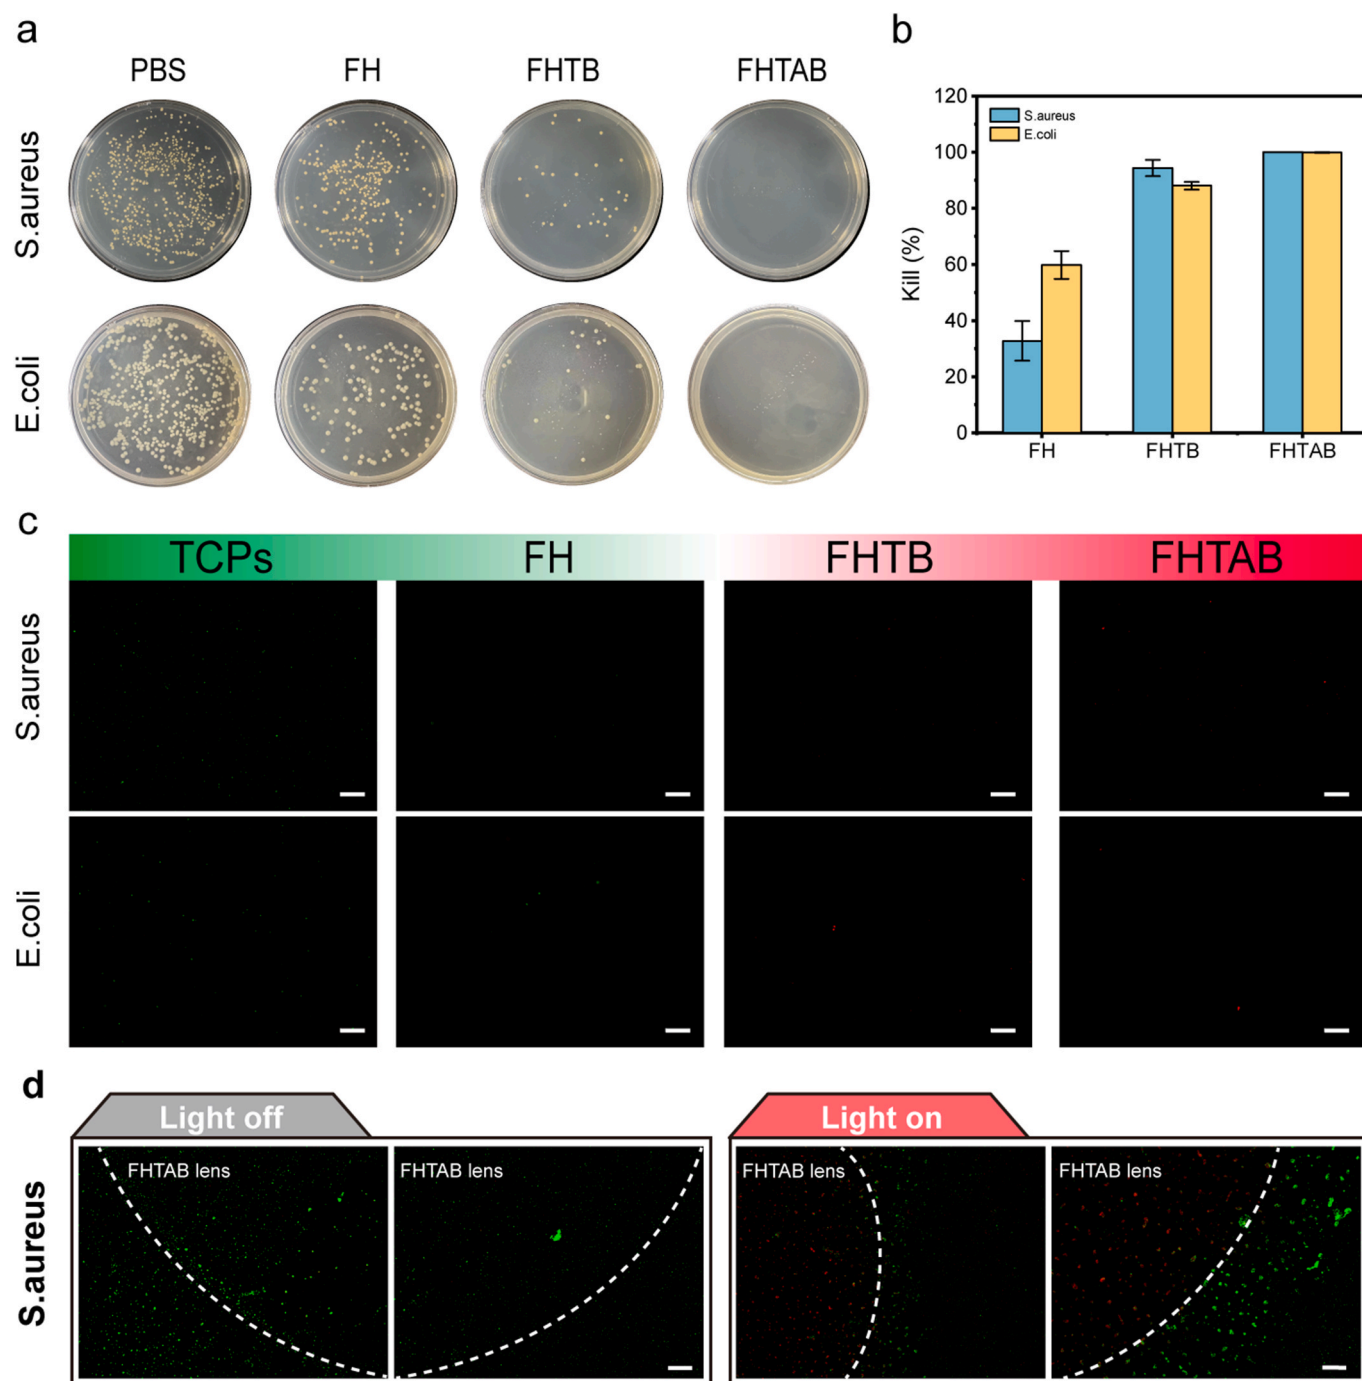 a
PBS FH FHTB FHTAB
S.aureus
E.coli
b
120
100
80
60
40
20
0
Kill (%)
S.aureus
E.coli
FH FHTB FHTAB
c
TCPs FH FHTB FHTAB
S.aureus
E.coli
d
Light off Light on
FHTAB lens FHTAB lens FHTAB lens FHTAB lens
S.aureus